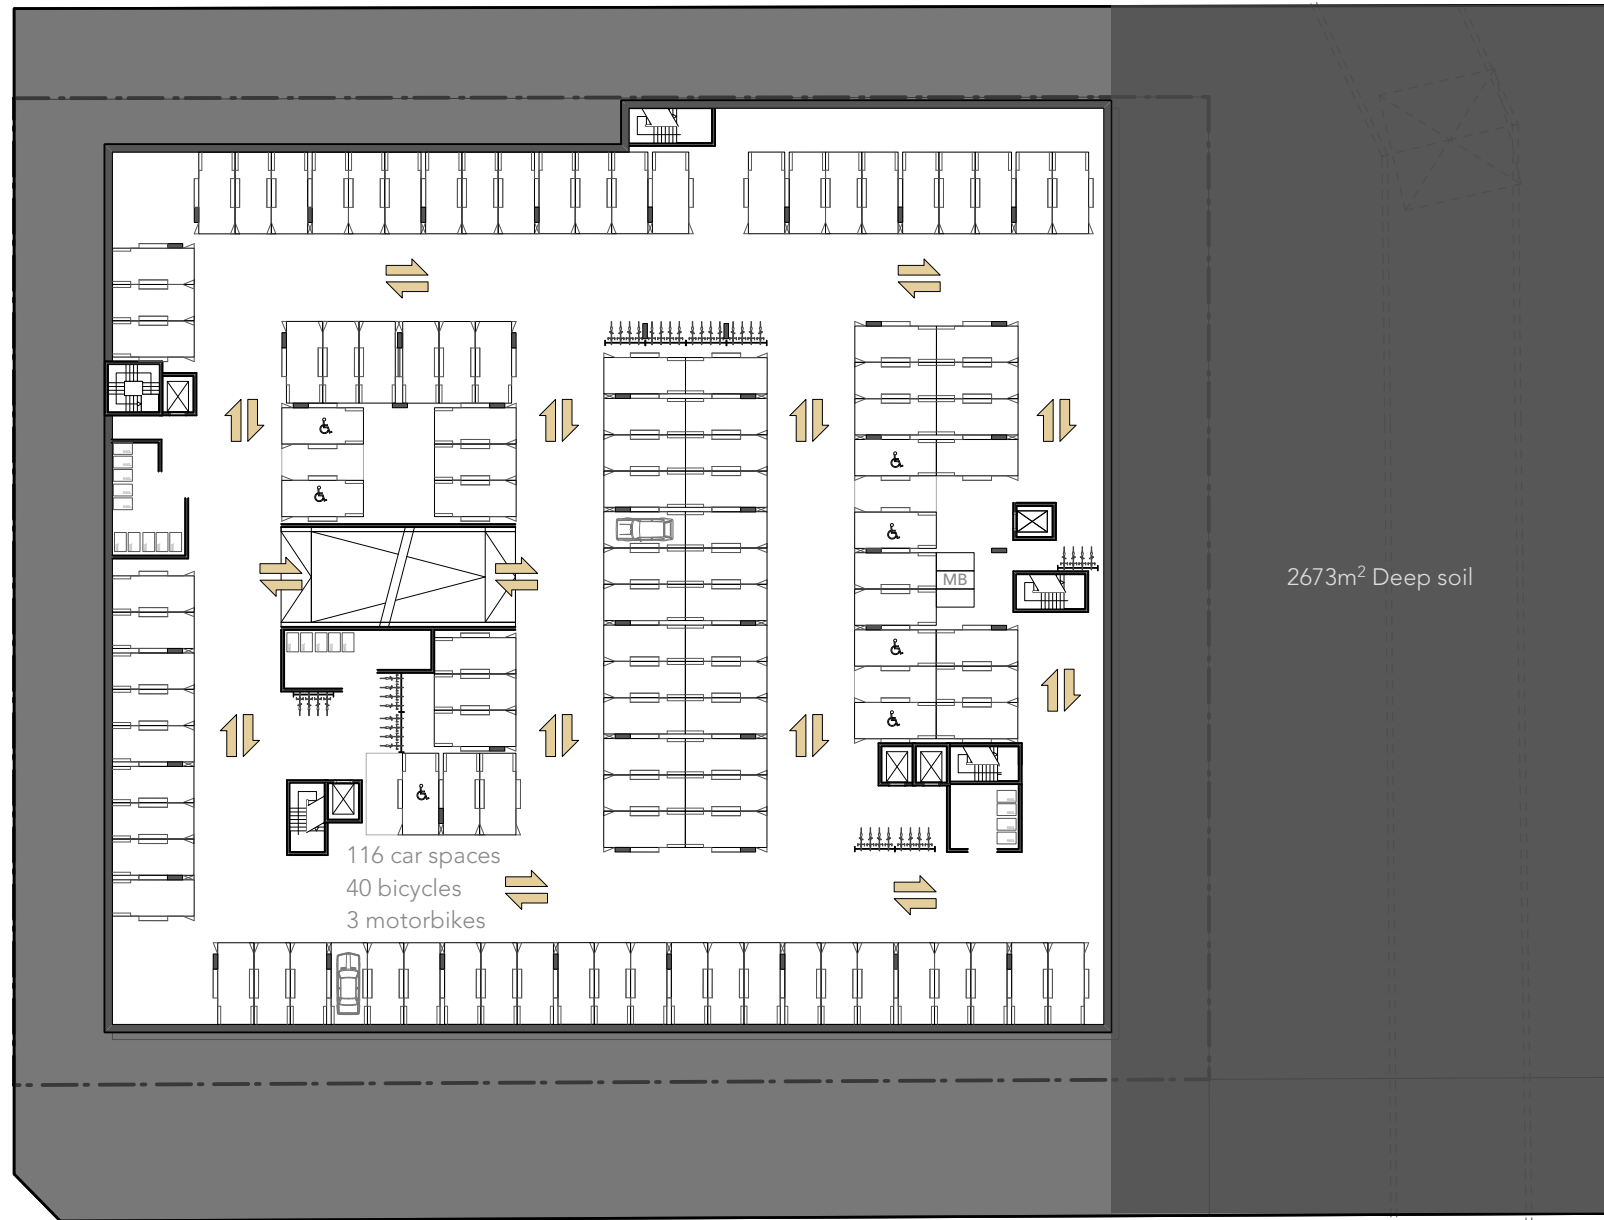 MB
2673m² Deep soil
116 car spaces
40 bicycles
3 motorbikes